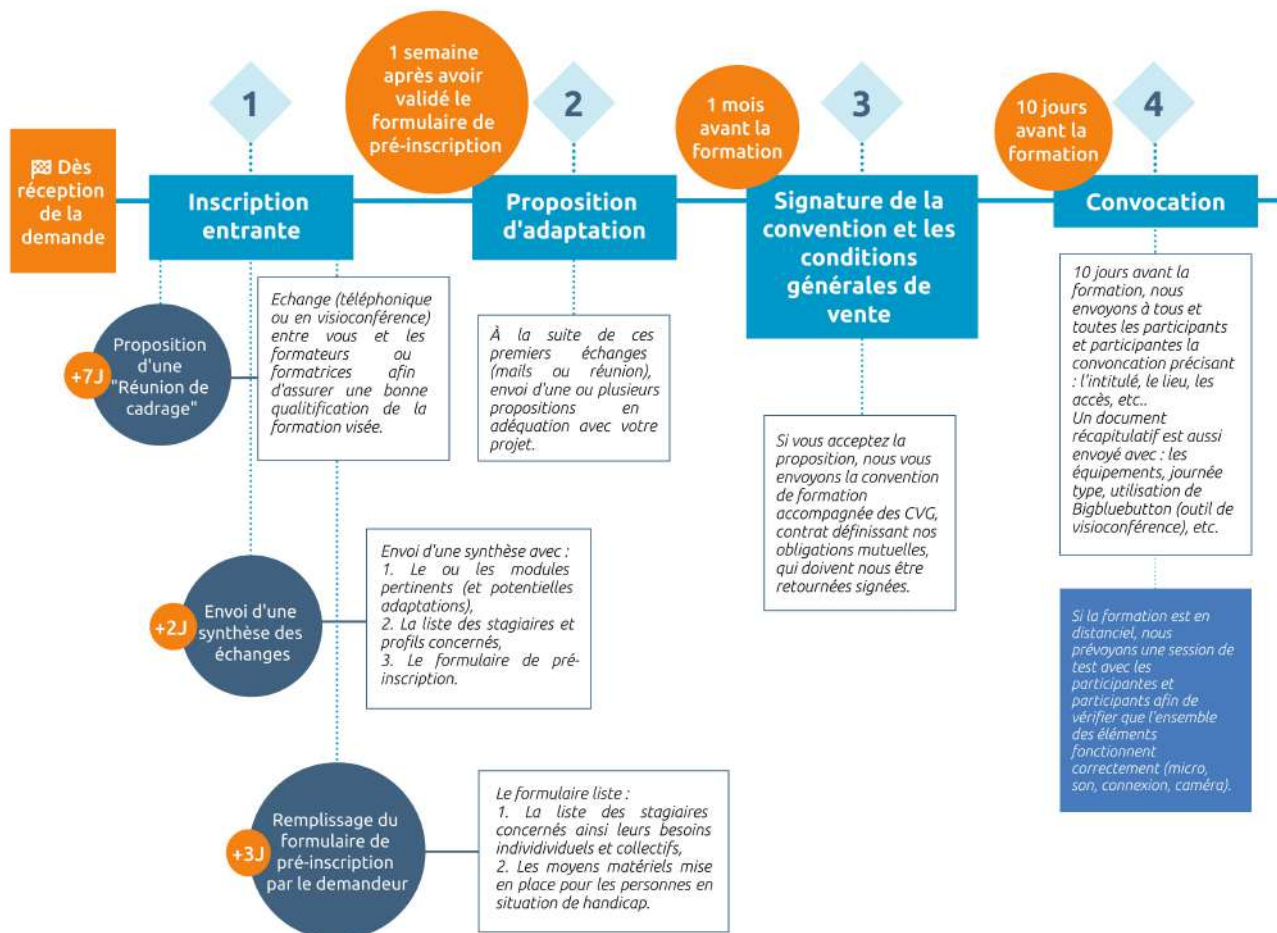 Dès
réception
de la
demande
1
Inscription
entrante
+7J
Proposition
d'une
"Réunion de
cadrage"
Echange (téléphonique
ou en visioconférence)
entre vous et les
formateurs ou
formatrices afin
d'assurer une bonne
qualitification de la
formation visée.
+2J
Envoi d'une
synthèse des
échanges
Envoi d'une synthèse avec :
1. Le ou les modules
pertinents (et potentielles
adaptations),
2. La liste des stagiaires et
profils concernés,
3. Le formulaire de pré-
inscription.
+3J
Remplissage du
formulaire de
pré-inscription
par le demandeur
Le formulaire liste :
1. La liste des stagiaires
concernés ainsi leurs besoins
individividuels et collectifs,
2. Les moyens matériels mise
en place pour les personnes en
situation de handicap.
1 semaine
après avoir
validé le
formulaire de
pré-inscription
2
Proposition
d'adaptation
À la suite de ces
premiers échanges
(mails ou réunion),
envoi d'une ou plusieurs
propositions en
adéquation avec votre
projet.
1 mois
avant la
formation
3
Signature de la
convention et les
conditions
générales de
vente
Si vous acceptez la
proposition, nous vous
envoyons la convention
de formation
accompagnée des CVG,
contrat définissant nos
obligations mutuelles,
qui doivent nous être
retournées signées.
10 jours
avant la
formation
4
Convocation
10 jours avant la
formation, nous
envoyons à tous et
toutes les participants
et participantes la
convoncation précisant
: l'intitulé, le lieu, les
accès, etc..
Un document
récapitulatif est aussi
envoyé avec : les
équipements, journée
type, utilisation de
Bigbluebutton (outil de
visioconférence), etc.
Si la formation est en
distanciel, nous
prévoyons une session de
test avec les
participantes et
participants afin de
vérifier que l'ensemble
des éléments
fonctionnent
correctement (micro,
son, connexion, caméra).